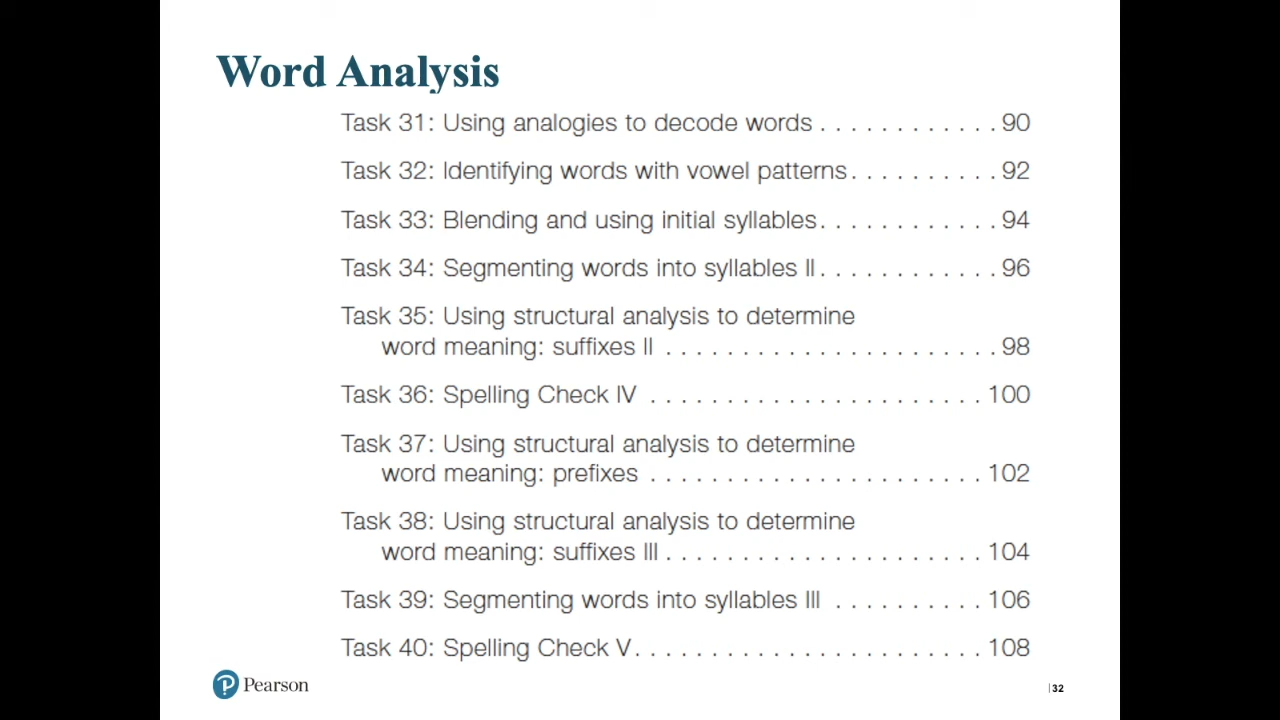 Word Analysis
Task 31: Using analogies to decode words . . . . . . . . . . . . 90
Task 32: Identifying words with vowel patterns. . . . . . . . . . 92
Task 33: Blending and using initial syllables. . . . . . . . . . . . 94
Task 34: Segmenting words into syllables II. . . . . . . . . . . . 96
Task 35: Using structural analysis to determine
word meaning: suffixes II . . . . . . . . . . . . . . . . . . . . . . 98
Task 36: Spelling Check IV . . . . . . . . . . . . . . . . . . . . . . 100
Task 37: Using structural analysis to determine
word meaning: prefixes . . . . . . . . . . . . . . . . . . . . . . 102
Task 38: Using structural analysis to determine
word meaning: suffixes III . . . . . . . . . . . . . . . . . . . . . 104
Task 39: Segmenting words into syllables III . . . . . . . . . . 106
Task 40: Spelling Check V. . . . . . . . . . . . . . . . . . . . . . . 108
Pearson
|32